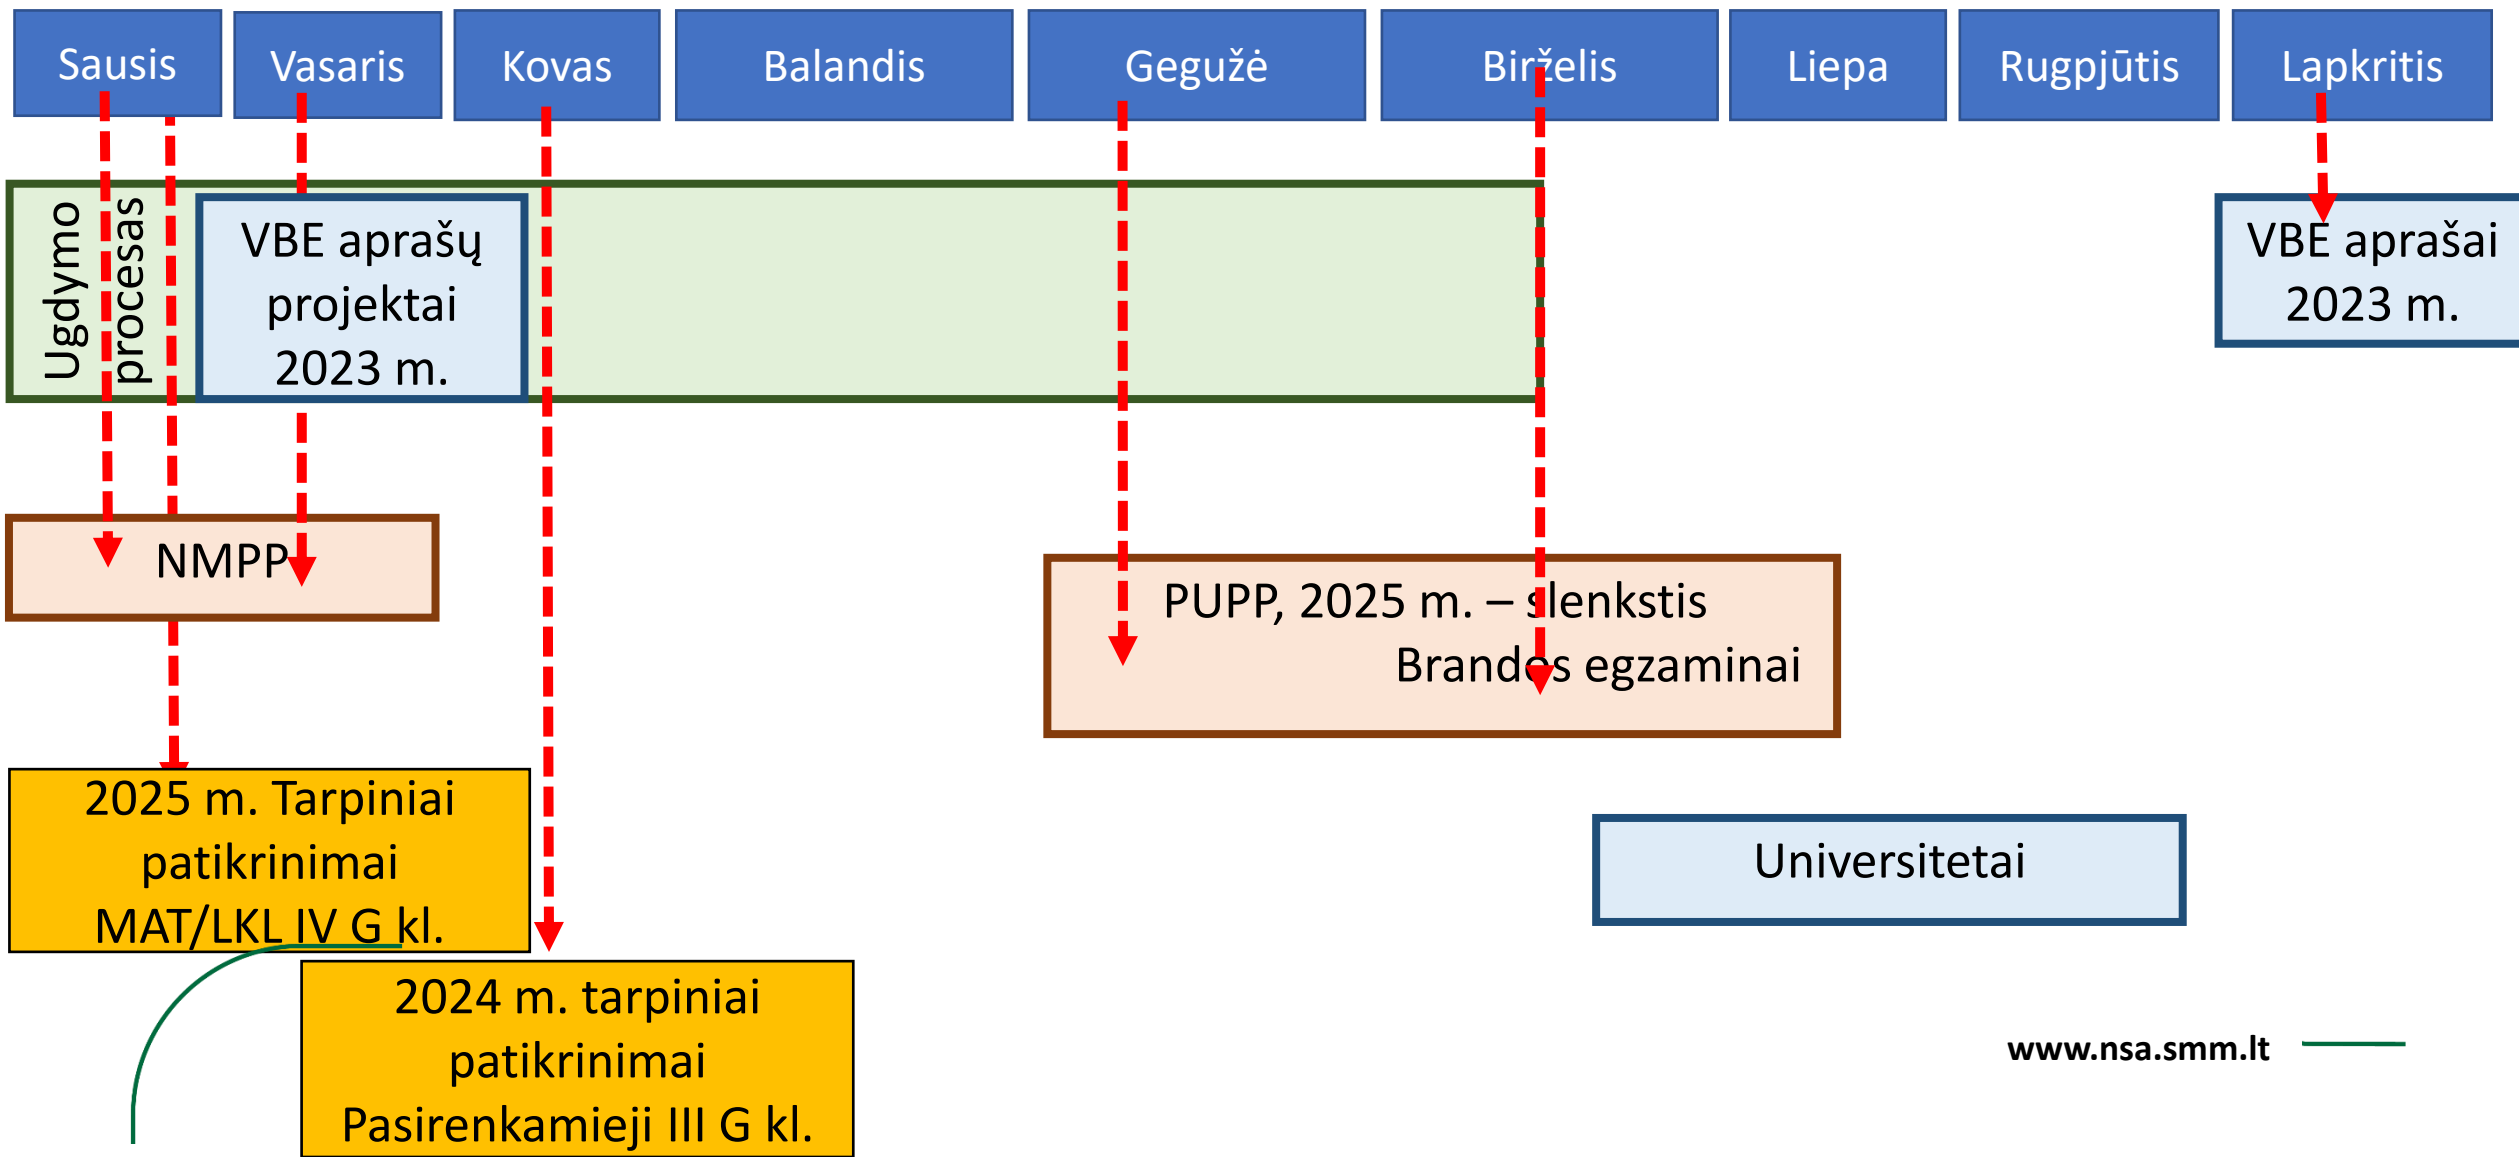 Sausis
Vasaris
Kovas
Balandis
Gegužė
Birželis
Liepa
Rugpjūtis
Lapkritis
Ugdymo
procesas
VBE aprašų
projektai
2023 m.
VBE aprašai
2023 m.
NMPP
PUPP, 2025 m. – slenkstis
Brandos egzaminai
2025 m. Tarpiniai
patikrinimai
MAT/LKL IV G kl.
Universitetai
2024 m. tarpiniai
patikrinimai
Pasirenkamieji III G kl.
www.nsa.smm.lt